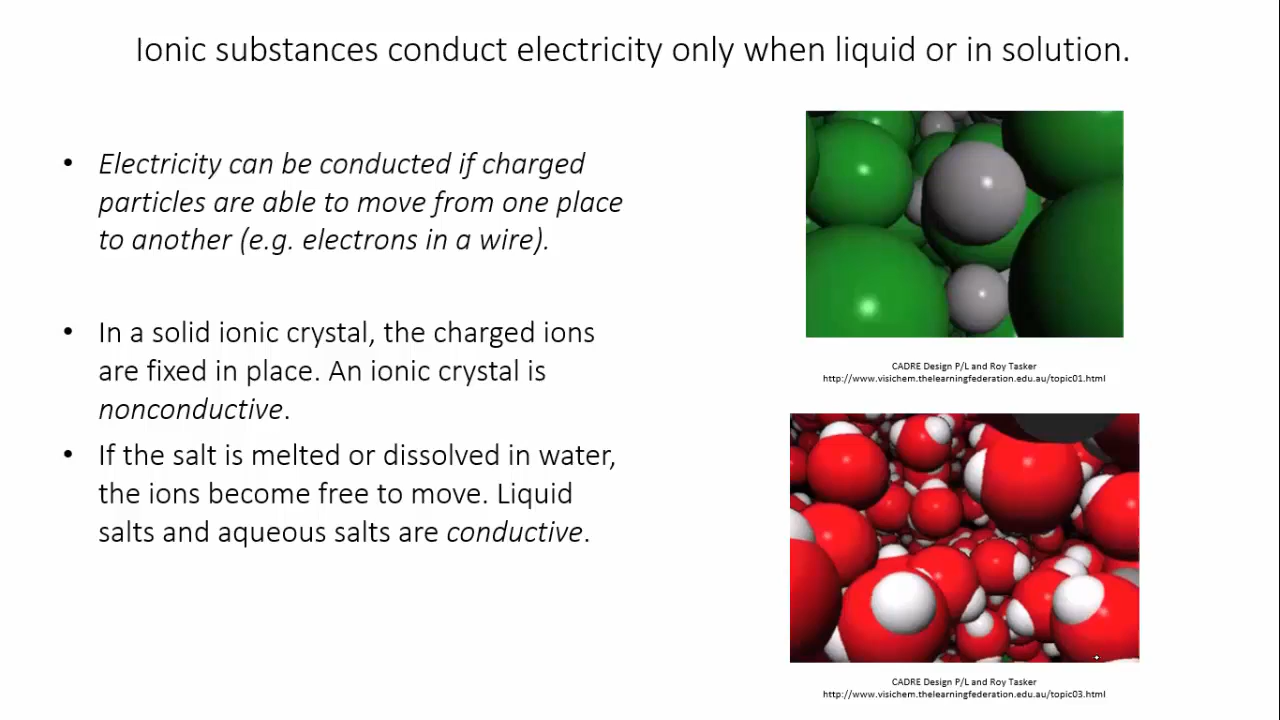 Ionic substances conduct electricity only when liquid or in solution.
• Electricity can be conducted if charged
particles are able to move from one place
to another (e.g. electrons in a wire).
• In a solid ionic crystal, the charged ions
are fixed in place. An ionic crystal is
nonconductive.
• If the salt is melted or dissolved in water,
the ions become free to move. Liquid
salts and aqueous salts are conductive.
CADRE Design P/L and Roy Tasker
http://www.visichem.thelearningfederation.edu.au/topic01.html
CADRE Design P/L and Roy Tasker
http://www.visichem.thelearningfederation.edu.au/topic03.html